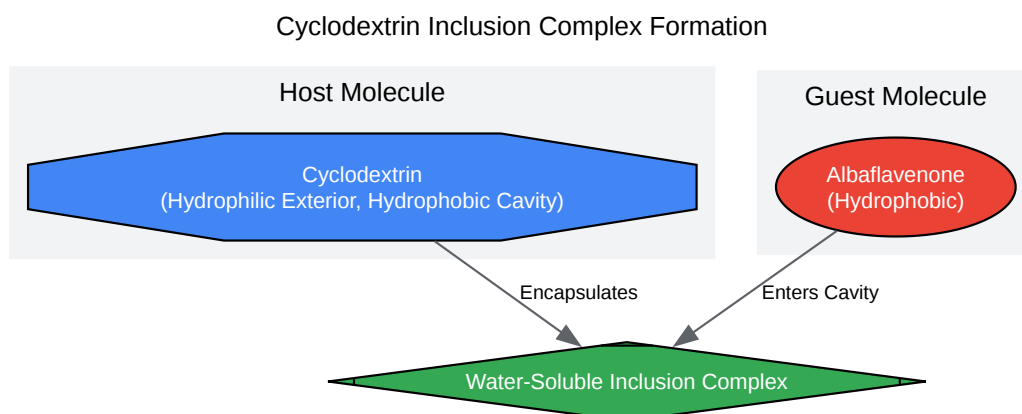 Cyclodextrin Inclusion Complex Formation
Host Molecule
Guest Molecule
Cyclodextrin
(Hydrophilic Exterior, Hydrophobic Cavity)
Albaflavenone
(Hydrophobic)
Encapsulates
Enters Cavity
Water-Soluble Inclusion Complex